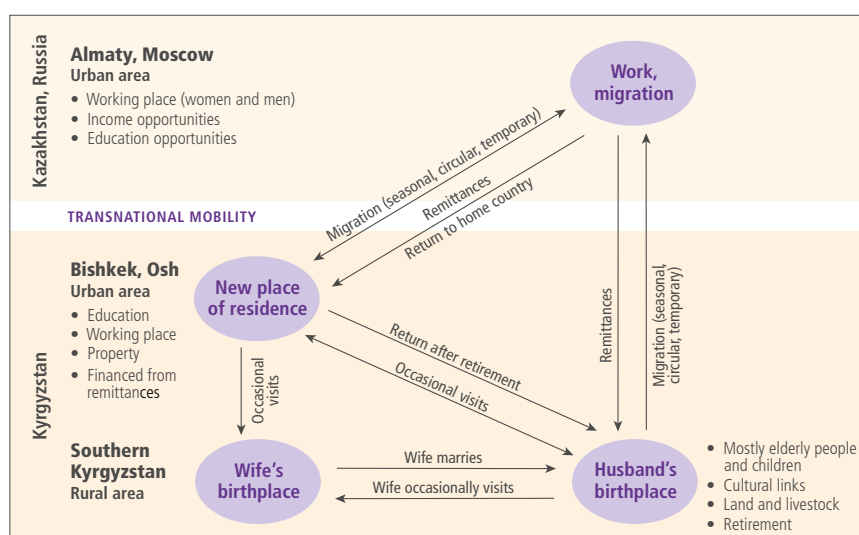 Kazakhstan, Russia
Almaty, Moscow
Urban area
• Working place (women and men)
• Income opportunities
• Education opportunities
Work,
migration
Migration (seasonal, circular, temporary)
Remittances
Return to home country
TRANSNATIONAL MOBILITY
Kyrgyzstan
Bishkek, Osh
Urban area
• Education
• Working place
• Property
• Financed from
remittances
New place
of residence
Remittances
Migration (seasonal,
circular, temporary)
Return after retirement
Occasional visits
Occasional
visits
Southern
Kyrgyzstan
Rural area
Wife's
birthplace
Wife marries
Wife occasionally visits
Husband's
birthplace
• Mostly elderly people
and children
• Cultural links
• Land and livestock
• Retirement